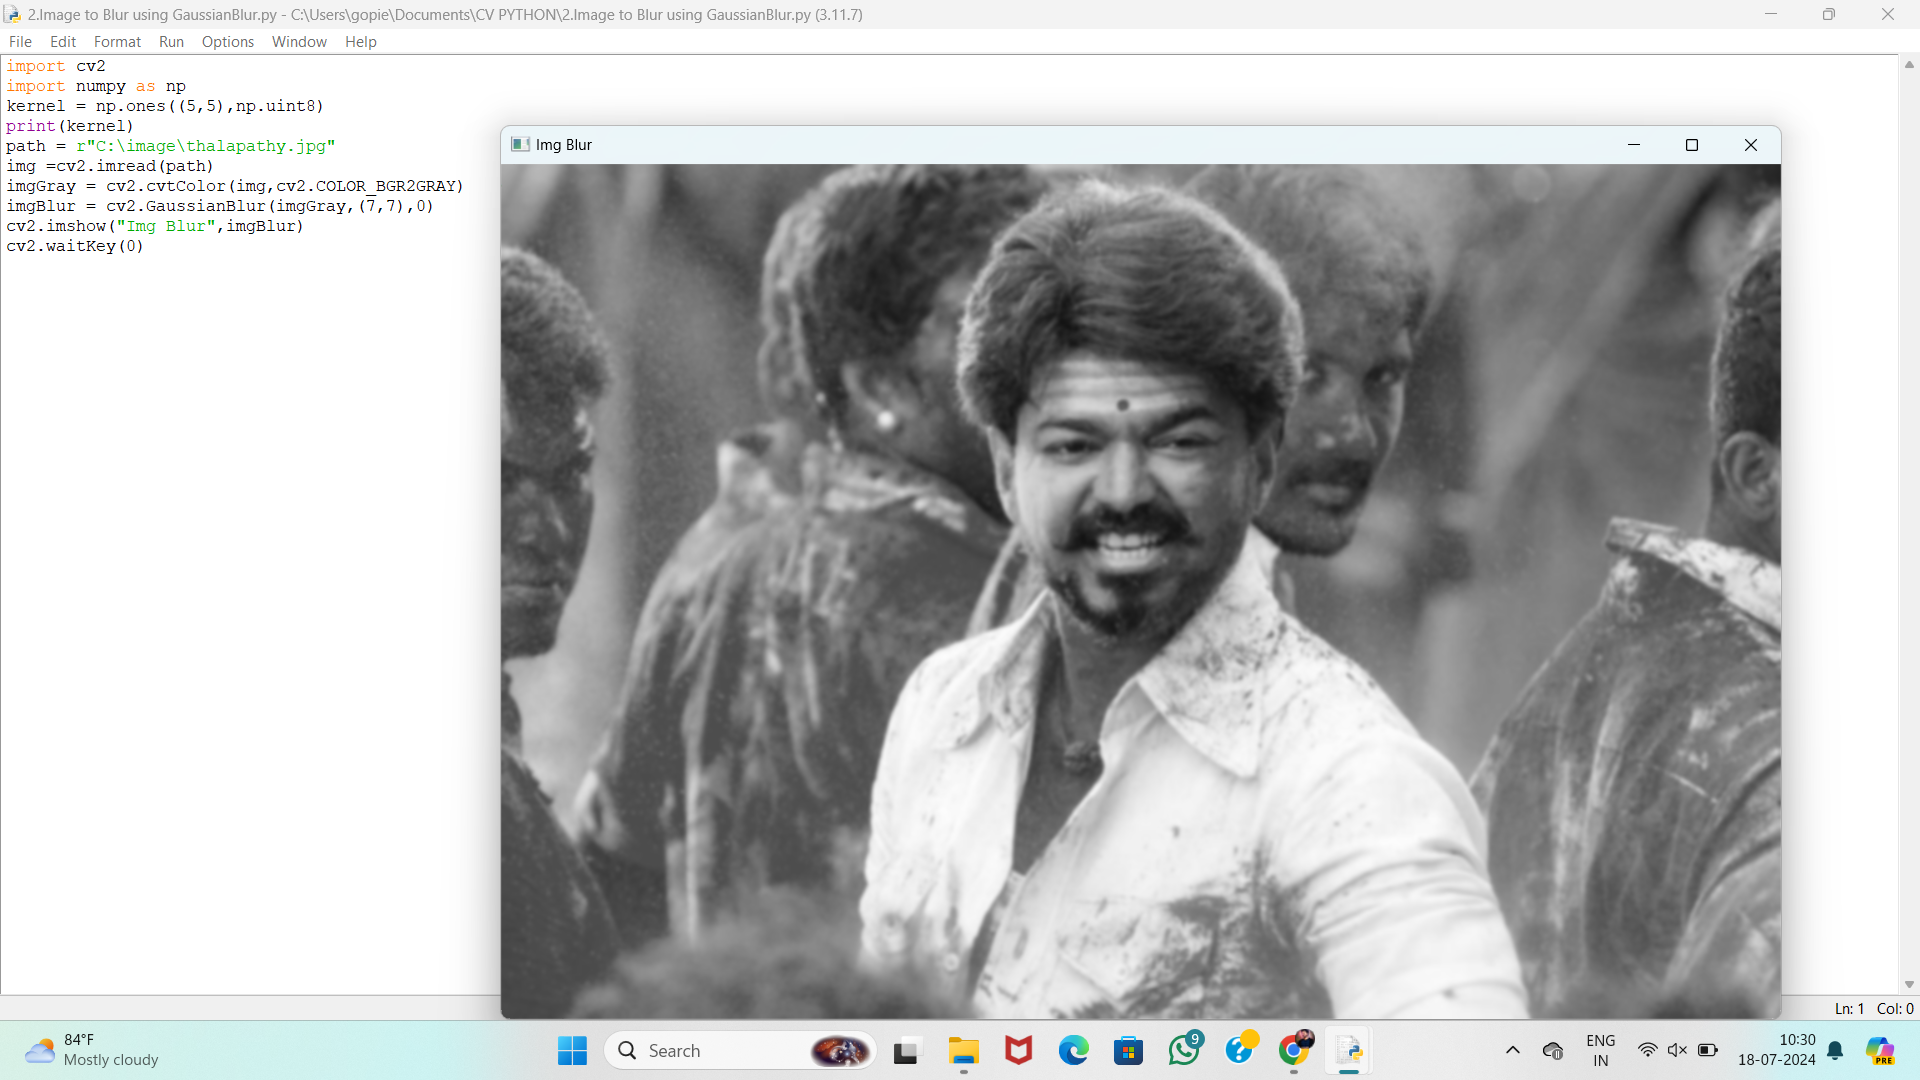 2.Image to Blur using GaussianBlur.py - C:\Users\gopie\Documents\CV PYTHON\2.Image to Blur using GaussianBlur.py (3.11.7)
File Edit Format Run Options Window Help
import cv2
import numpy as np
kernel = np.ones((5,5),np.uint8)
print(kernel)
path = r"C:\image\thalapathy.jpg"
img =cv2.imread(path)
imgGray = cv2.cvtColor(img,cv2.COLOR_BGR2GRAY)
imgBlur = cv2.GaussianBlur(imgGray,(7,7),0)
cv2.imshow("Img Blur",imgBlur)
cv2.waitKey(0)
Img Blur
Ln: 1 Col: 0
84°F
Mostly cloudy
Search
9
ENG
IN
10:30
18-07-2024
PRE